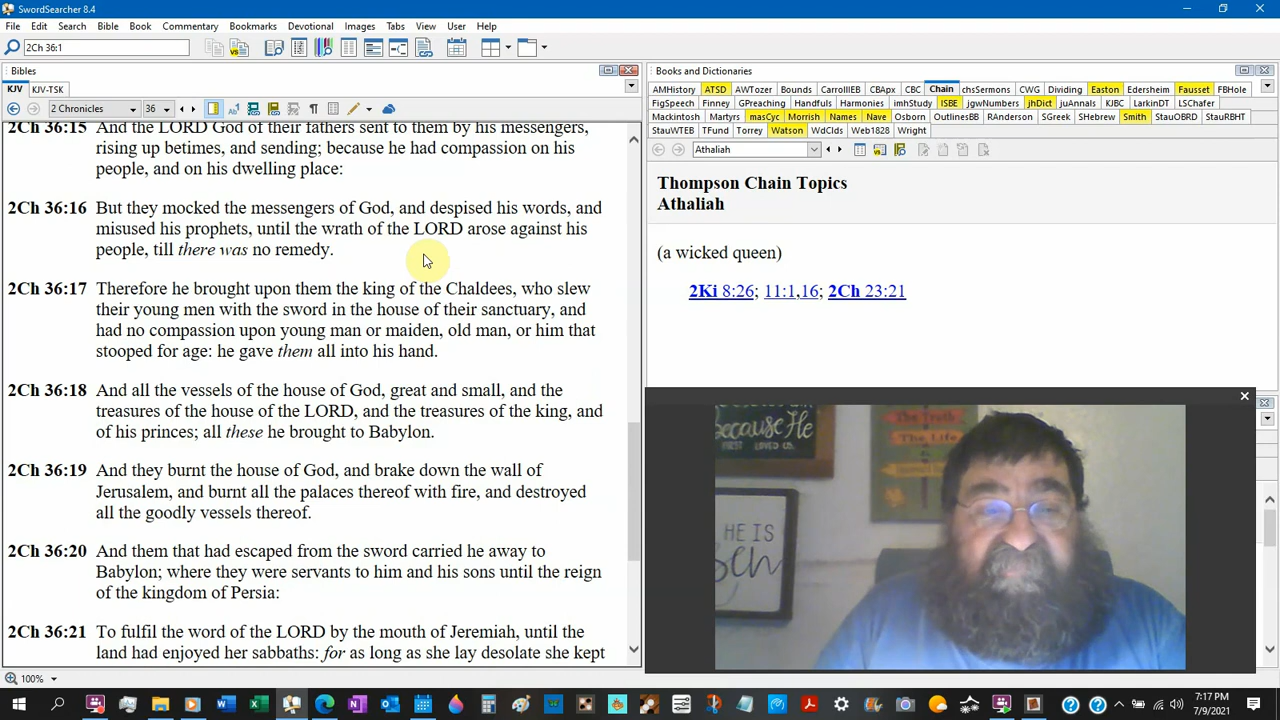 SwordSearcher 8.4
File Edit Search Bible Book Commentary Bookmarks Devotional Images Tabs View User Help
2Ch 36:1
Bibles
KJV KJV-TSK
2 Chronicles 36
2Ch 36:15 And the LORD God of their fathers sent to them by his messengers,
rising up betimes, and sending; because he had compassion on his
people, and on his dwelling place:
2Ch 36:16 But they mocked the messengers of God, and despised his words, and
misused his prophets, until the wrath of the LORD arose against his
people, till there was no remedy.
2Ch 36:17 Therefore he brought upon them the king of the Chaldees, who slew
their young men with the sword in the house of their sanctuary, and
had no compassion upon young man or maiden, old man, or him that
stooped for age: he gave them all into his hand.
2Ch 36:18 And all the vessels of the house of God, great and small, and the
treasures of the house of the LORD, and the treasures of the king, and
of his princes; all these he brought to Babylon.
2Ch 36:19 And they burnt the house of God, and brake down the wall of
Jerusalem, and burnt all the palaces thereof with fire, and destroyed
all the goodly vessels thereof.
2Ch 36:20 And them that had escaped from the sword carried he away to
Babylon; where they were servants to him and his sons until the reign
of the kingdom of Persia:
2Ch 36:21 To fulfil the word of the LORD by the mouth of Jeremiah, until the
land had enjoyed her sabbaths: for as long as she lay desolate she kept
100%
Books and Dictionaries
AMHistory ATSD AWTozer Bounds CarrollIEB CBApx CBC Chain chsSermons CWG Dividing Easton Edersheim Fausset FBHole
FigSpeech Finney GPreaching Handfuls Harmonies imhStudy ISBE jgwNumbers jhDict juAnnals KJBC LarkinDT LSChafer
Mackintosh Martyrs masCyc Morrish Names Nave Osborn OutlinesBB RAnderson SGreek SHebrew Smith StauOBRD StauRBHT
StauWTEB TFund Torrey Watson WdClds Web1828 Wright
Athaliah
Thompson Chain Topics
Athaliah
(a wicked queen)
2Ki 8:26; 11:1,16; 2Ch 23:21
because He
FIRST LOVED US.
The Truth
The Life
HE IS
7:17 PM
7/9/2021